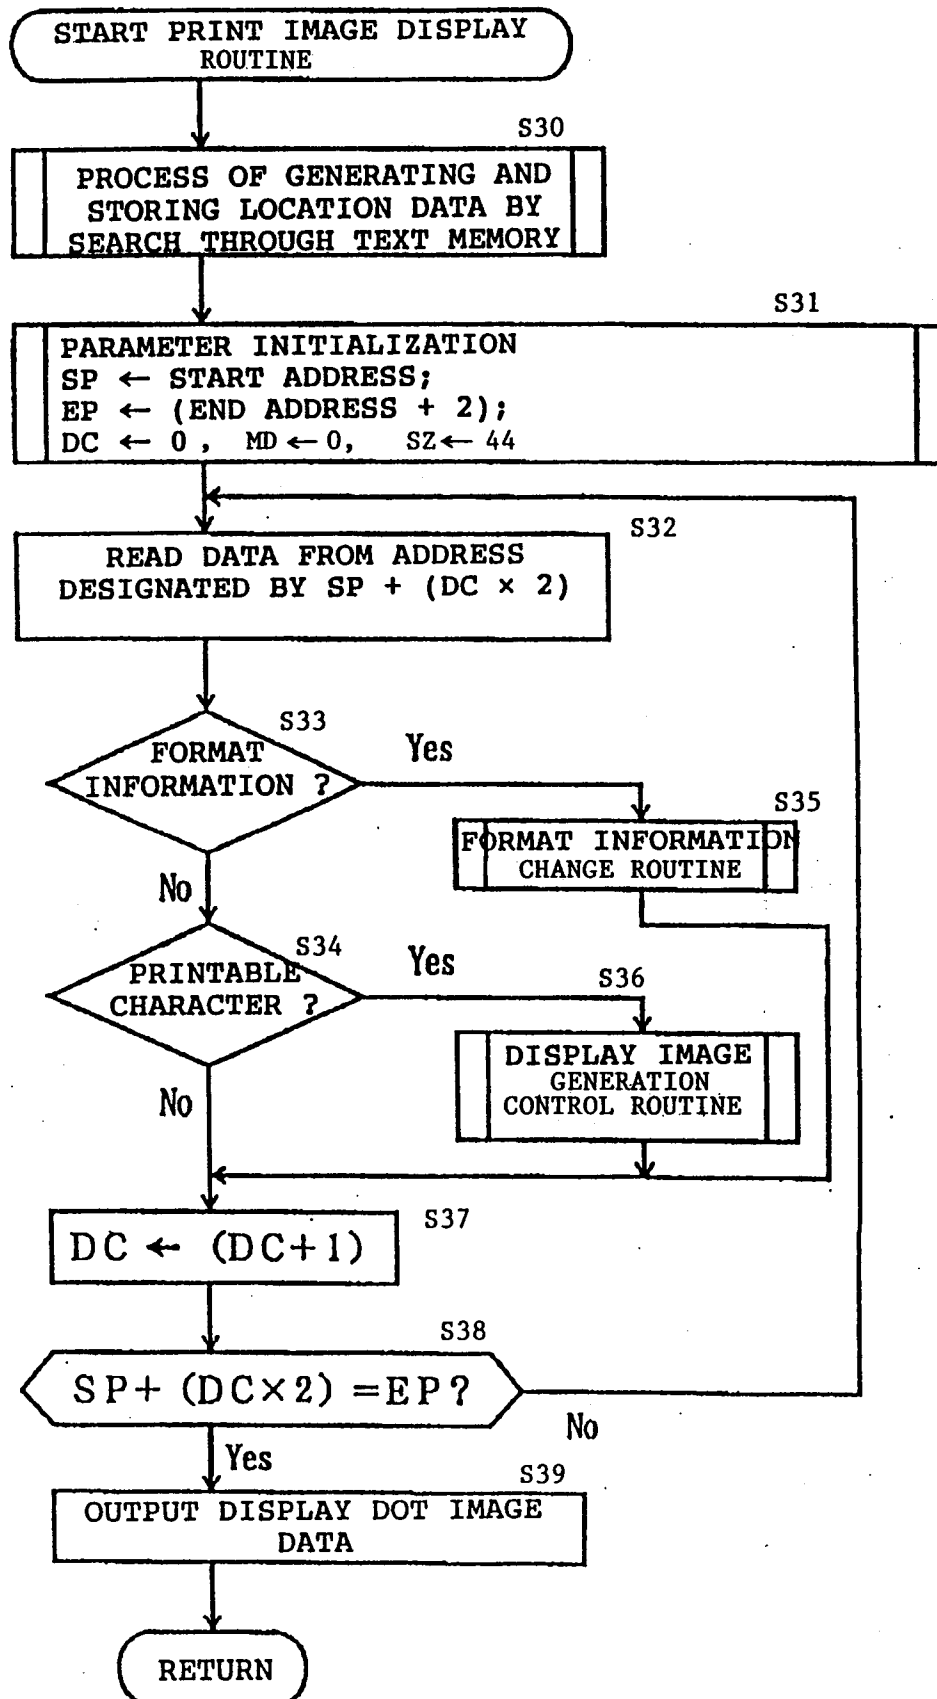 START PRINT IMAGE DISPLAY
ROUTINE
S30
PROCESS OF GENERATING AND
STORING LOCATION DATA BY
SEARCH THROUGH TEXT MEMORY
S31
PARAMETER INITIALIZATION
SP ← START ADDRESS;
EP ← (END ADDRESS + 2);
DC ← 0 , MD ← 0, SZ ← 44
S32
READ DATA FROM ADDRESS
DESIGNATED BY SP + (DC × 2)
S33
FORMAT
INFORMATION ?
Yes
S35
FORMAT INFORMATION
CHANGE ROUTINE
No
S34
PRINTABLE
CHARACTER ?
Yes
S36
DISPLAY IMAGE
GENERATION
CONTROL ROUTINE
No
S37
DC ← (DC+1)
S38
SP+ (DC×2) =EP?
No
Yes
S39
OUTPUT DISPLAY DOT IMAGE
DATA
RETURN